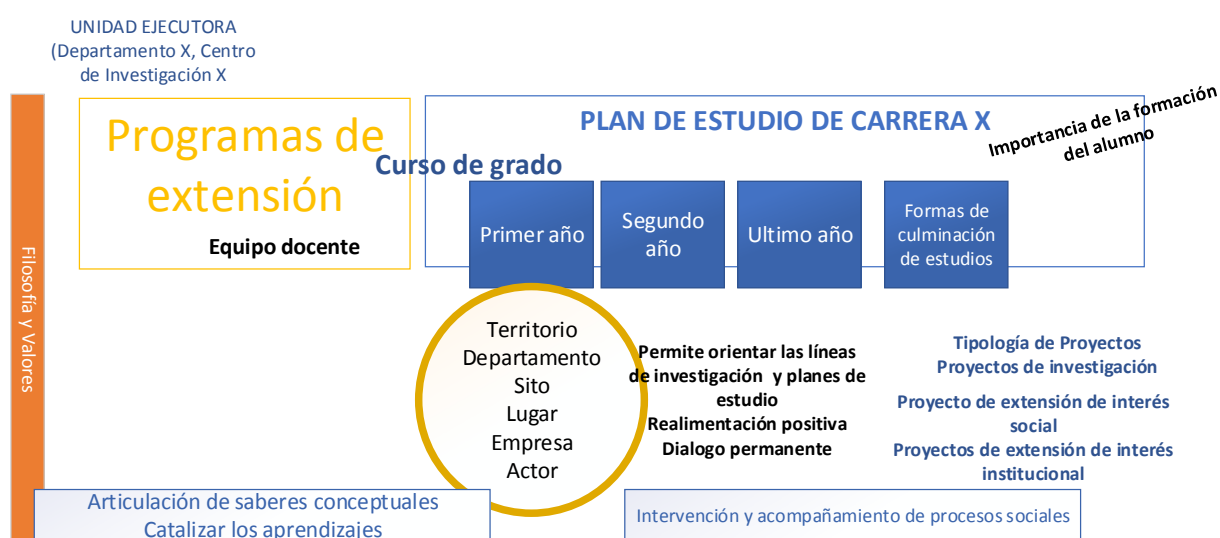 UNIDAD EJECUTORA
(Departamento X, Centro
de Investigación X
Filosofía y Valores
Programas de
extensión
Equipo docente
PLAN DE ESTUDIO DE CARRERA X
Importancia de la formación
del alumno
Curso de grado
Primer año
Segundo
año
Ultimo año
Formas de
culminación
de estudios
Territorio
Departamento
Sito
Lugar
Empresa
Actor
Permite orientar las líneas
de investigación y planes de
estudio
Realimentación positiva
Dialogo permanente
Tipología de Proyectos
Proyectos de investigación
Proyecto de extensión de interés
social
Proyectos de extensión de interés
institucional
Articulación de saberes conceptuales
Catalizar los aprendizajes
Intervención y acompañamiento de procesos sociales